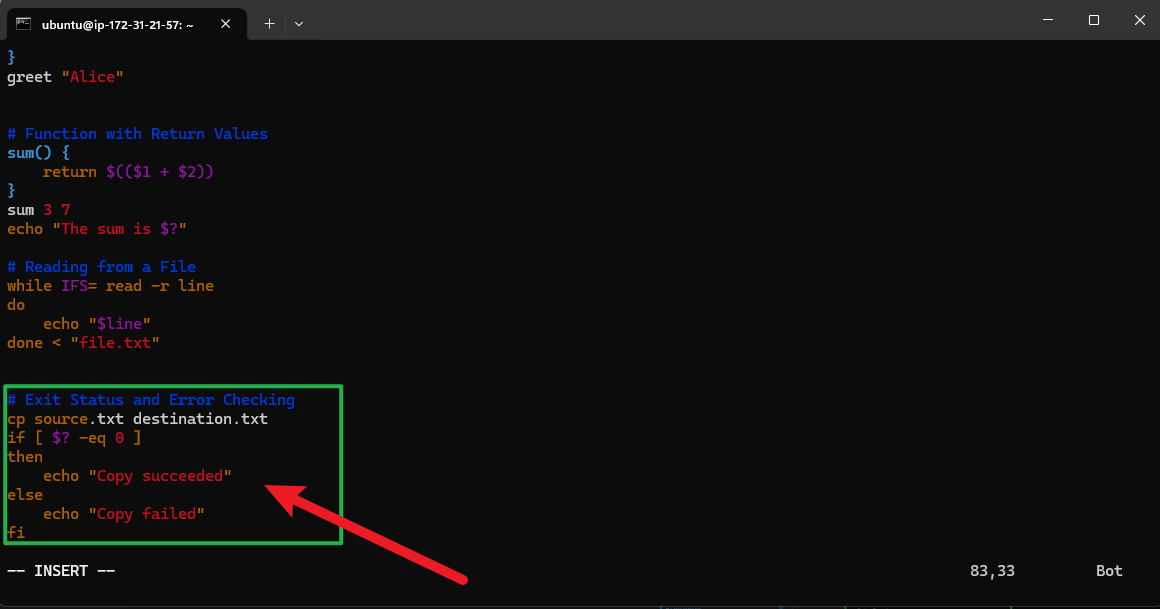 ubuntu@ip-172-31-21-57: ~
}
greet "Alice"
# Function with Return Values
sum() {
    return $(($1 + $2))
}
sum 3 7
echo "The sum is $?"
# Reading from a File
while IFS= read -r line
do
    echo "$line"
done < "file.txt"
# Exit Status and Error Checking
cp source.txt destination.txt
if [ $? -eq 0 ]
then
    echo "Copy succeeded"
else
    echo "Copy failed"
fi
-- INSERT -- 83,33 Bot